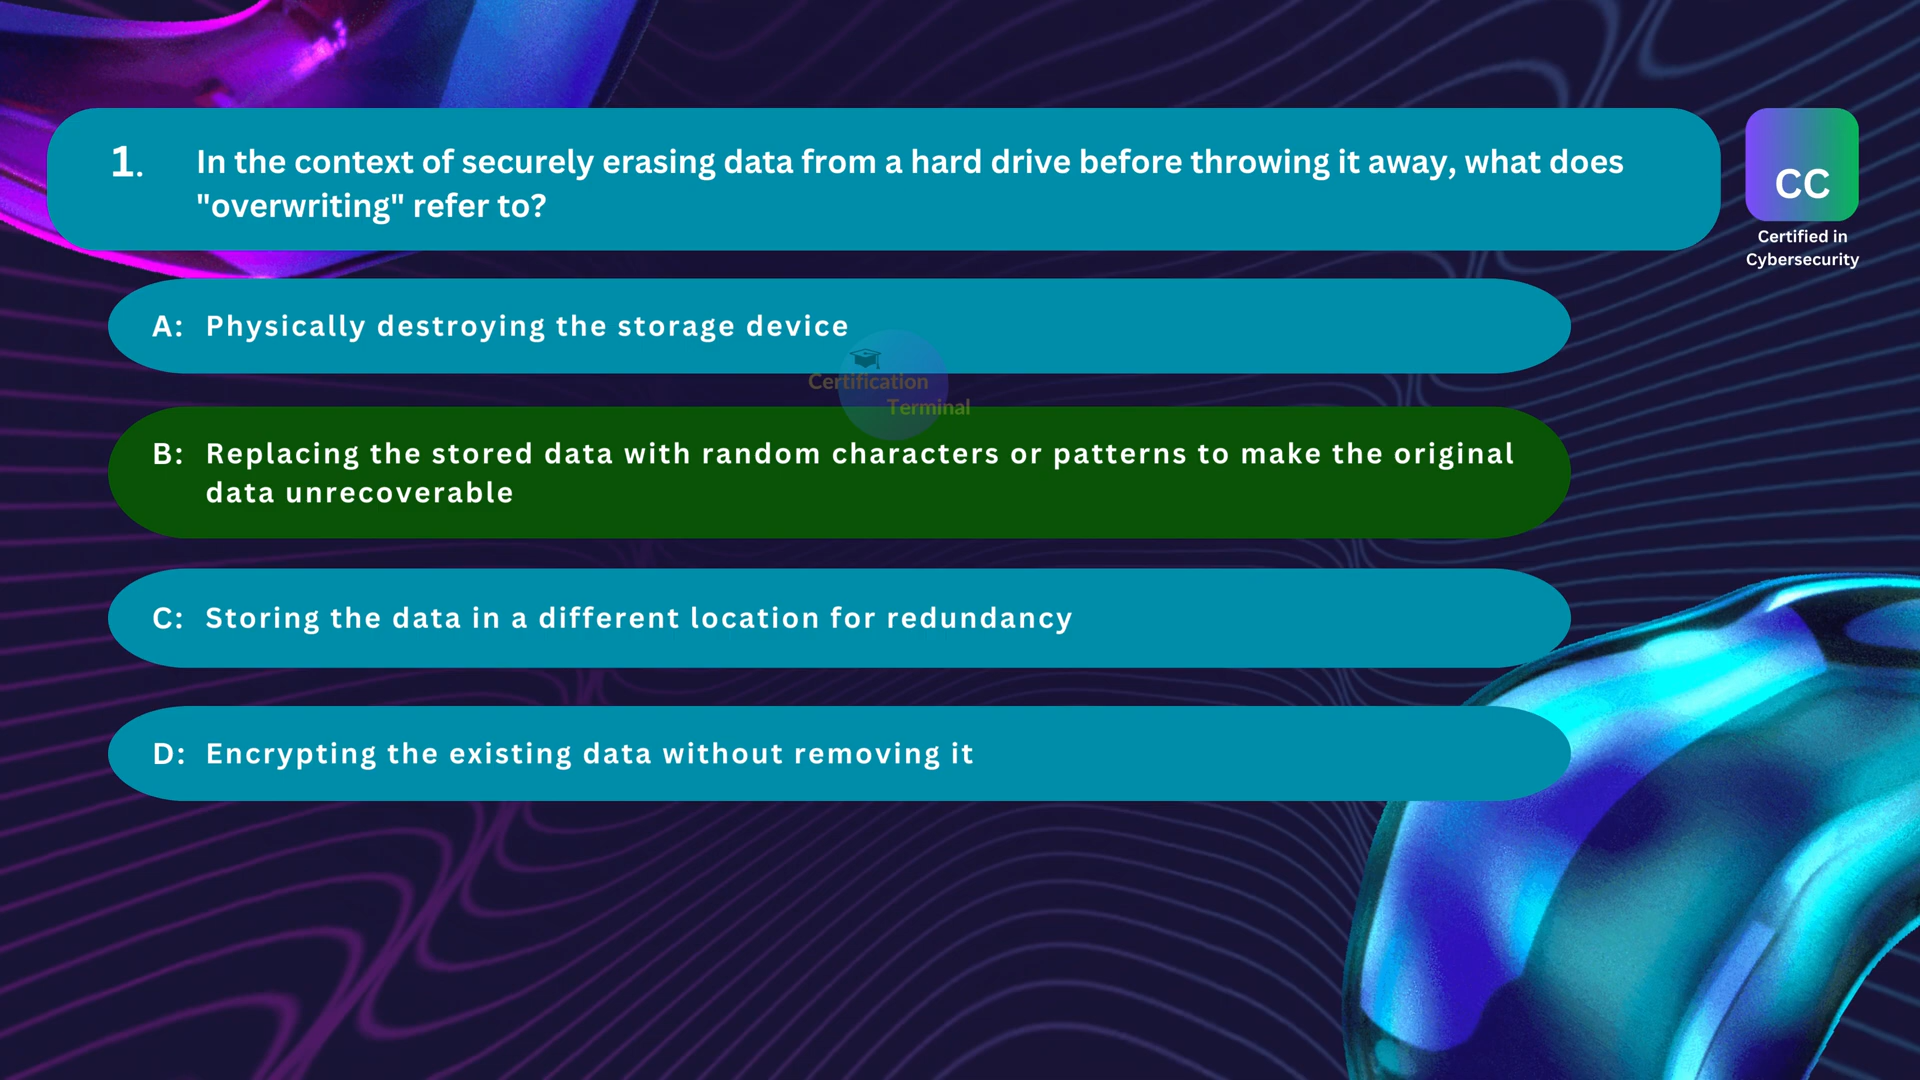 1. In the context of securely erasing data from a hard drive before throwing it away, what does
"overwriting" refer to?
CC
Certified in
Cybersecurity
A: Physically destroying the storage device
Certification
Terminal
B: Replacing the stored data with random characters or patterns to make the original
data unrecoverable
C: Storing the data in a different location for redundancy
D: Encrypting the existing data without removing it